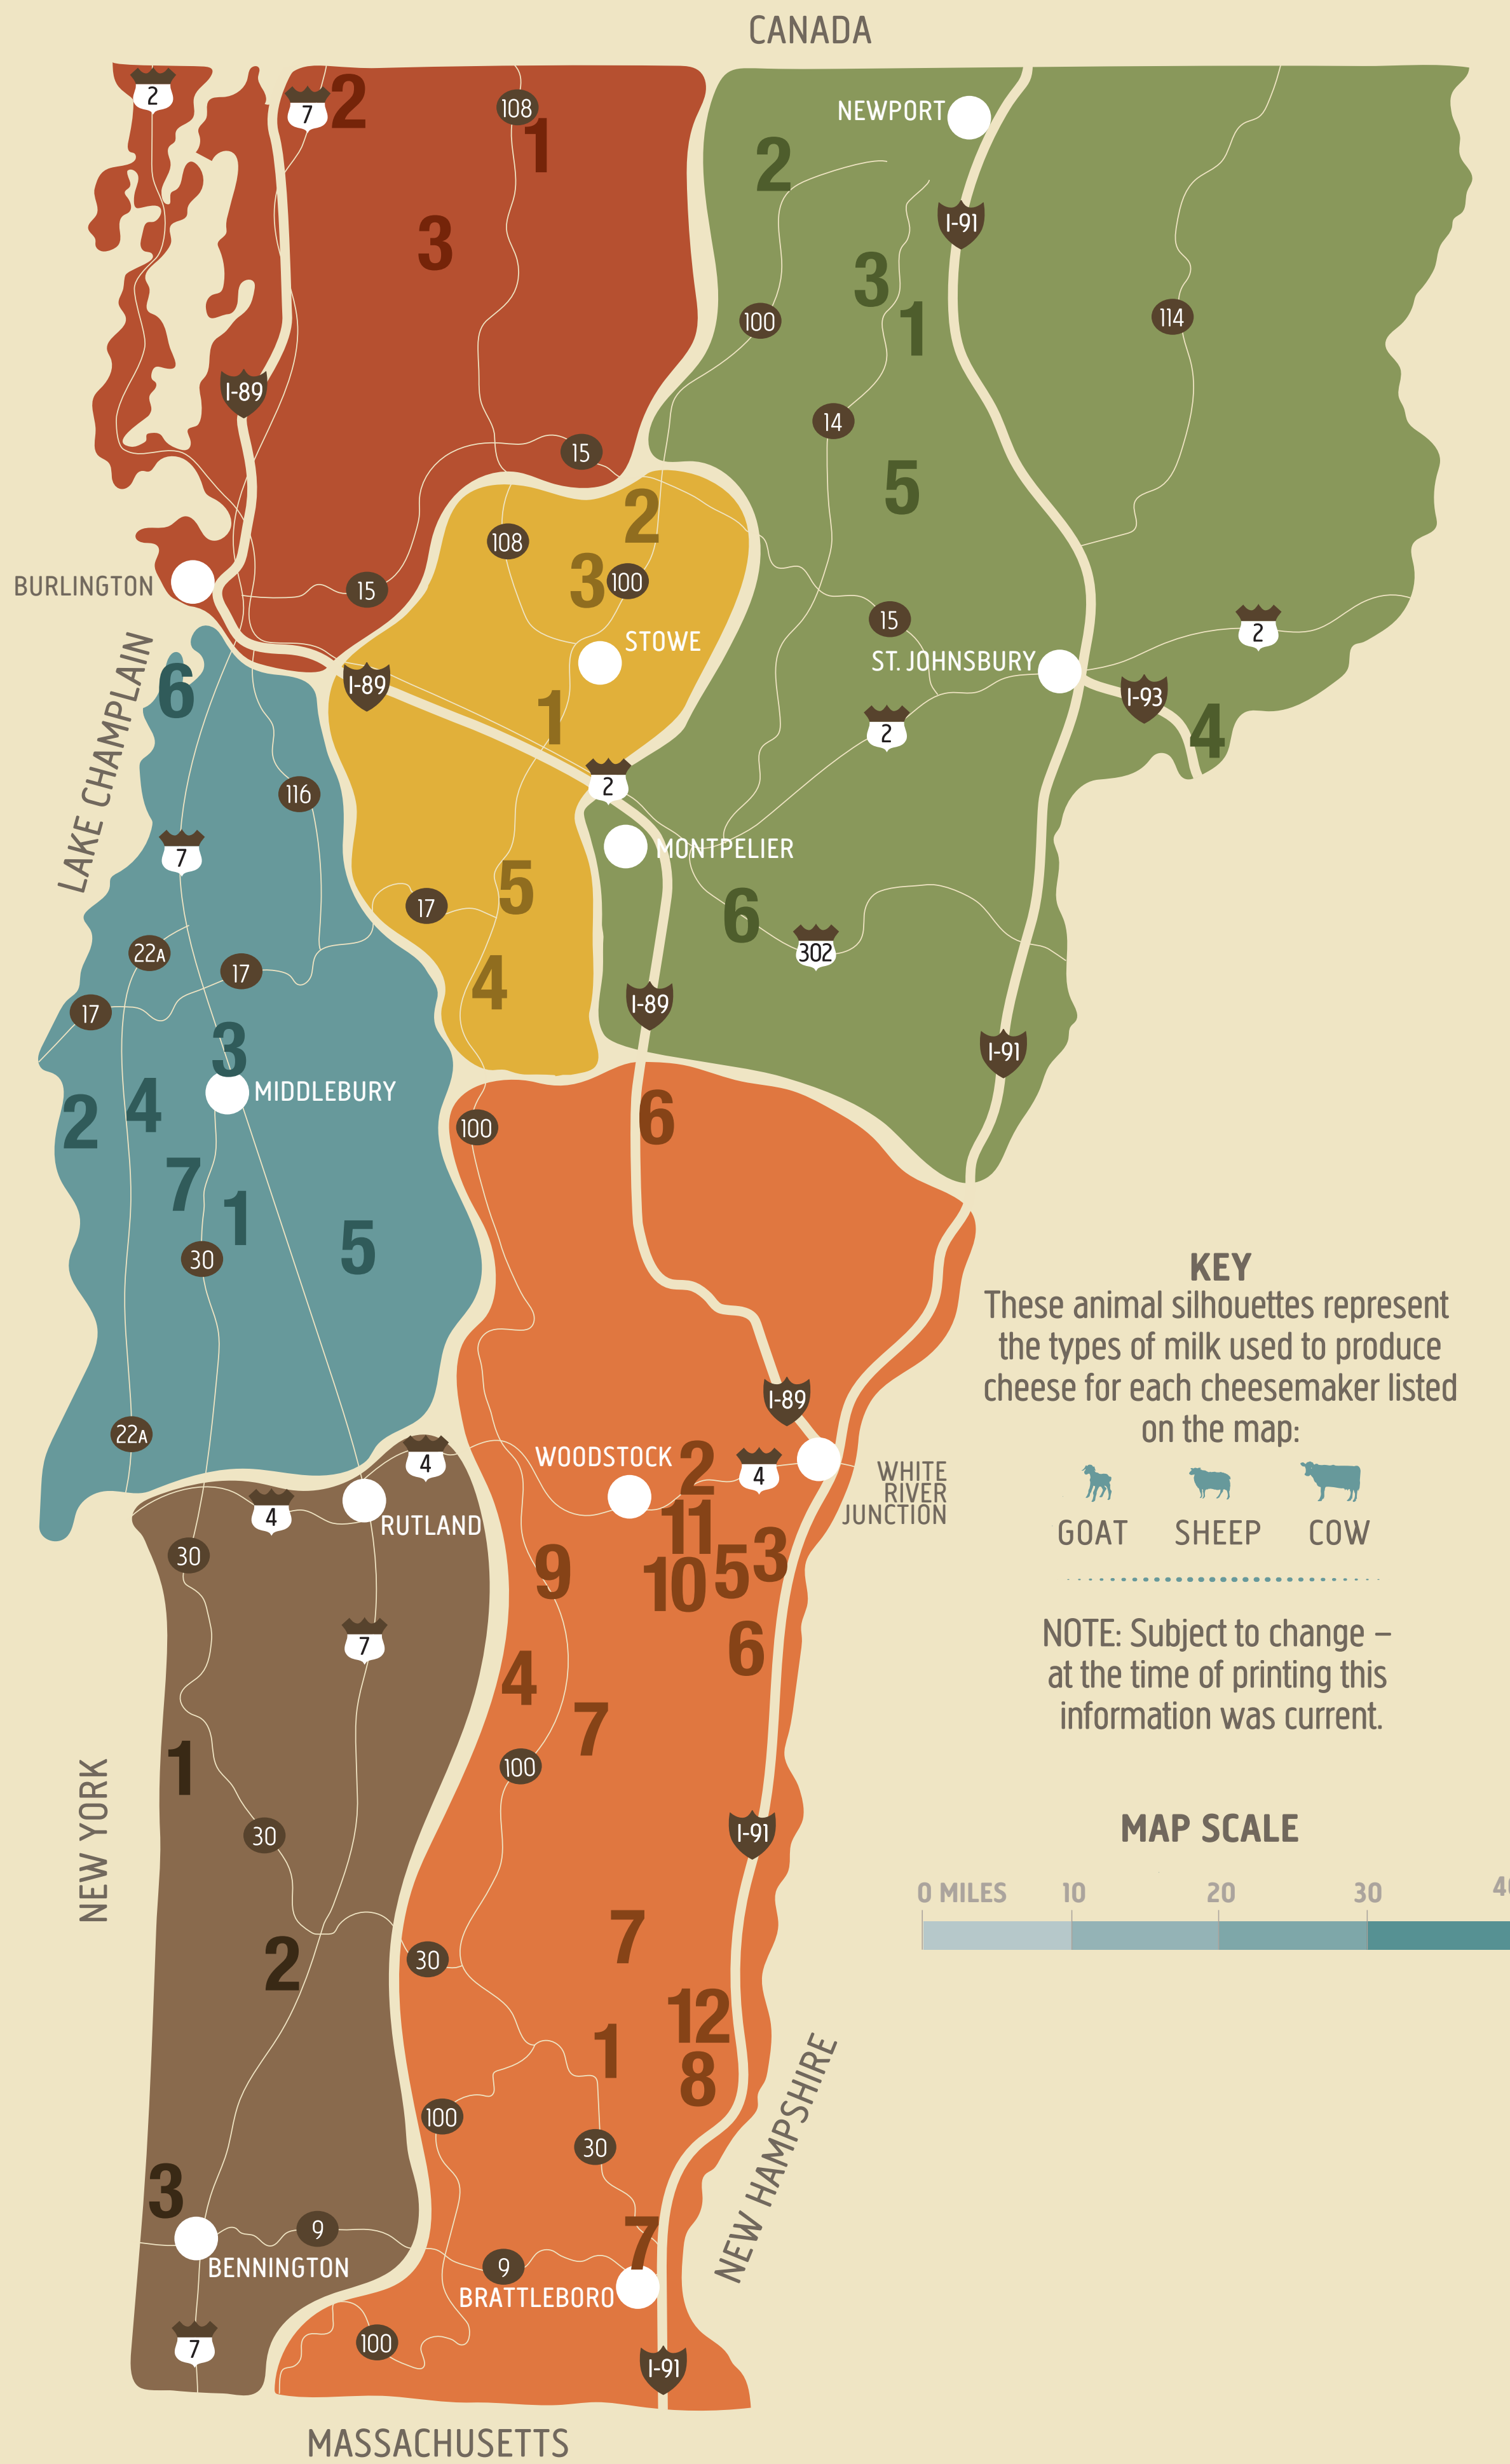 CANADA
2
7
2
108
1
NEWPORT
2
I-91
3
3
1
100
114
I-89
14
15
5
2
108
3
100
BURLINGTON
15
15
2
STOWE
ST. JOHNSBURY
I-89
6
I-93
1
2
4
LAKE CHAMPLAIN
116
2
7
MONTPELIER
5
17
6
22A
302
17
4
17
I-89
3
I-91
MIDDLEBURY
2
4
100
6
7
1
5
30
KEY
These animal silhouettes represent
the types of milk used to produce
cheese for each cheesemaker listed
on the map:
GOAT
SHEEP
COW
I-89
22A
4
WOODSTOCK
2
4
WHITE
RIVER
JUNCTION
4
RUTLAND
11
30
9
10
5
3
7
6
NOTE: Subject to change –
at the time of printing this
information was current.
4
7
1
100
NEW YORK
30
I-91
MAP SCALE
0 MILES
10
20
30
7
2
30
12
1
8
100
30
NEW HAMPSHIRE
3
9
7
BENNINGTON
9
BRATTLEBORO
7
100
I-91
MASSACHUSETTS